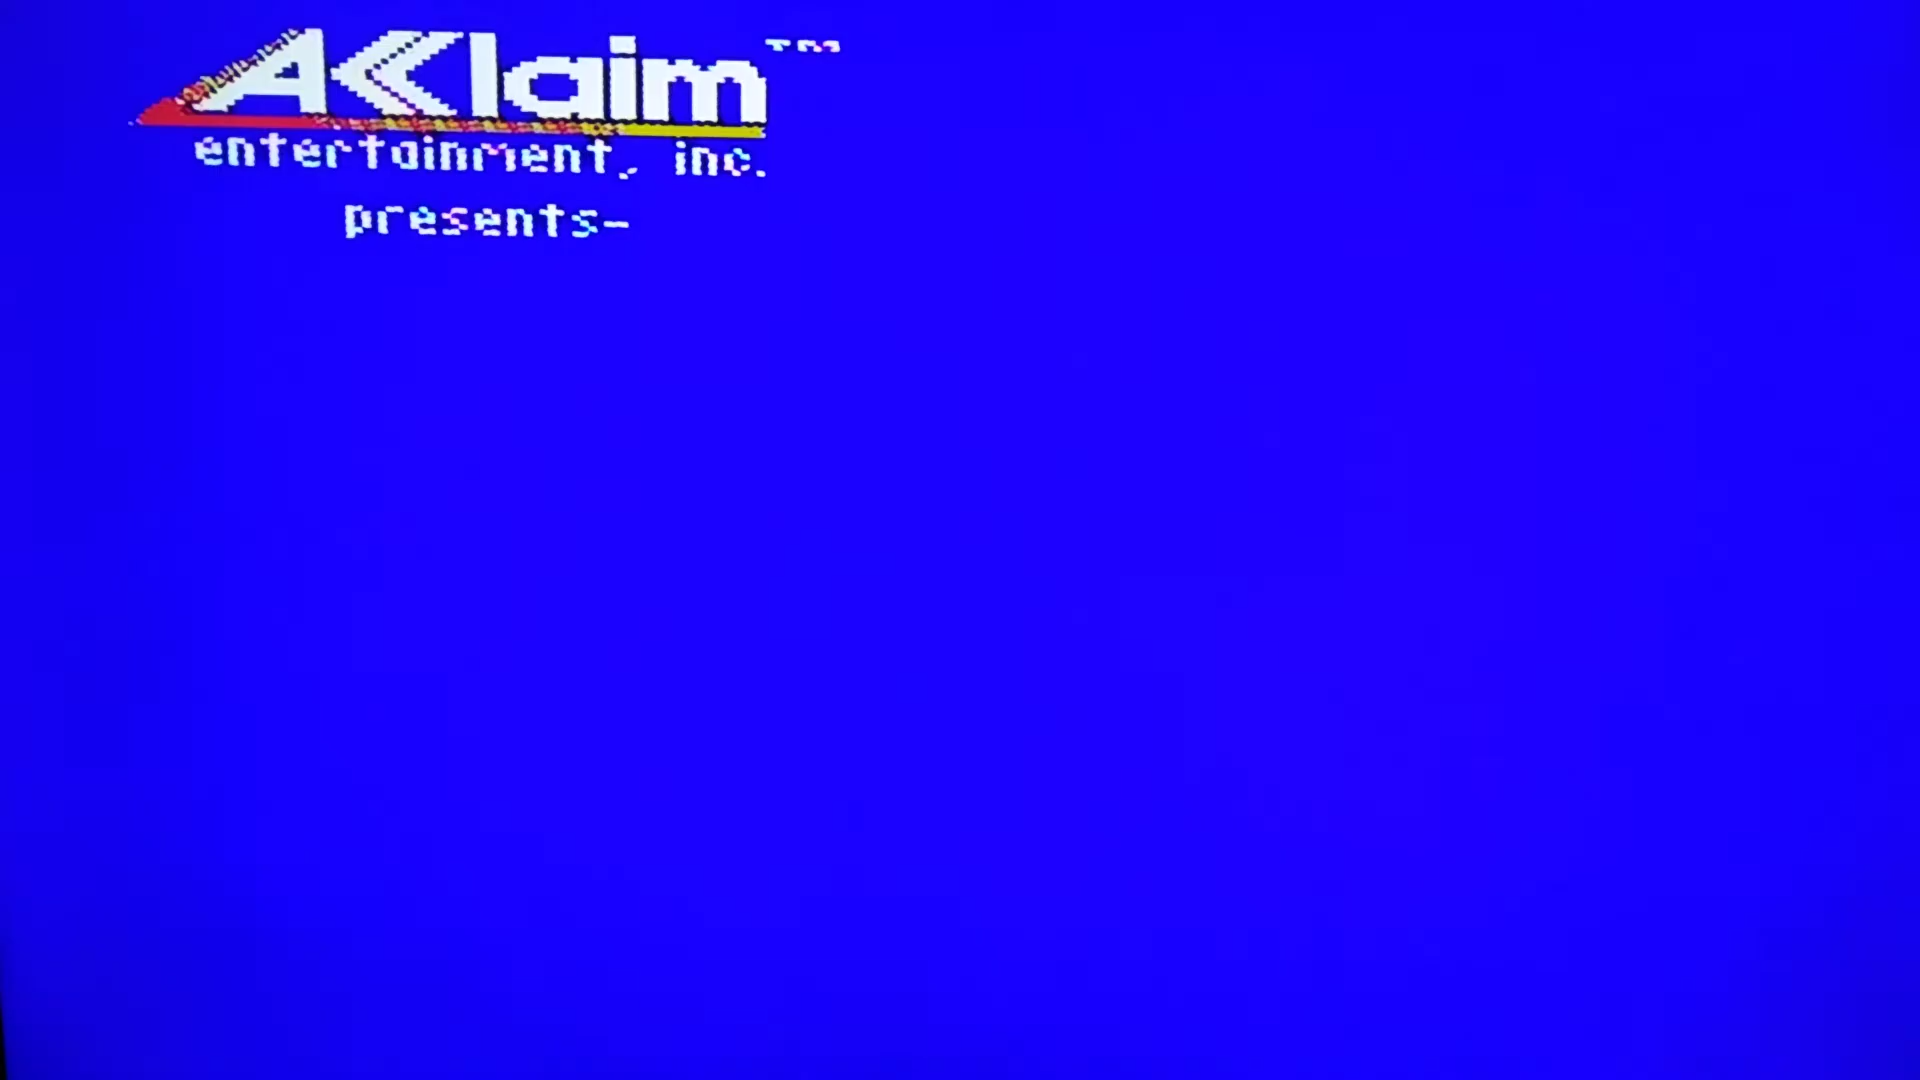 AKlaim™
entertainment, inc.
presents-